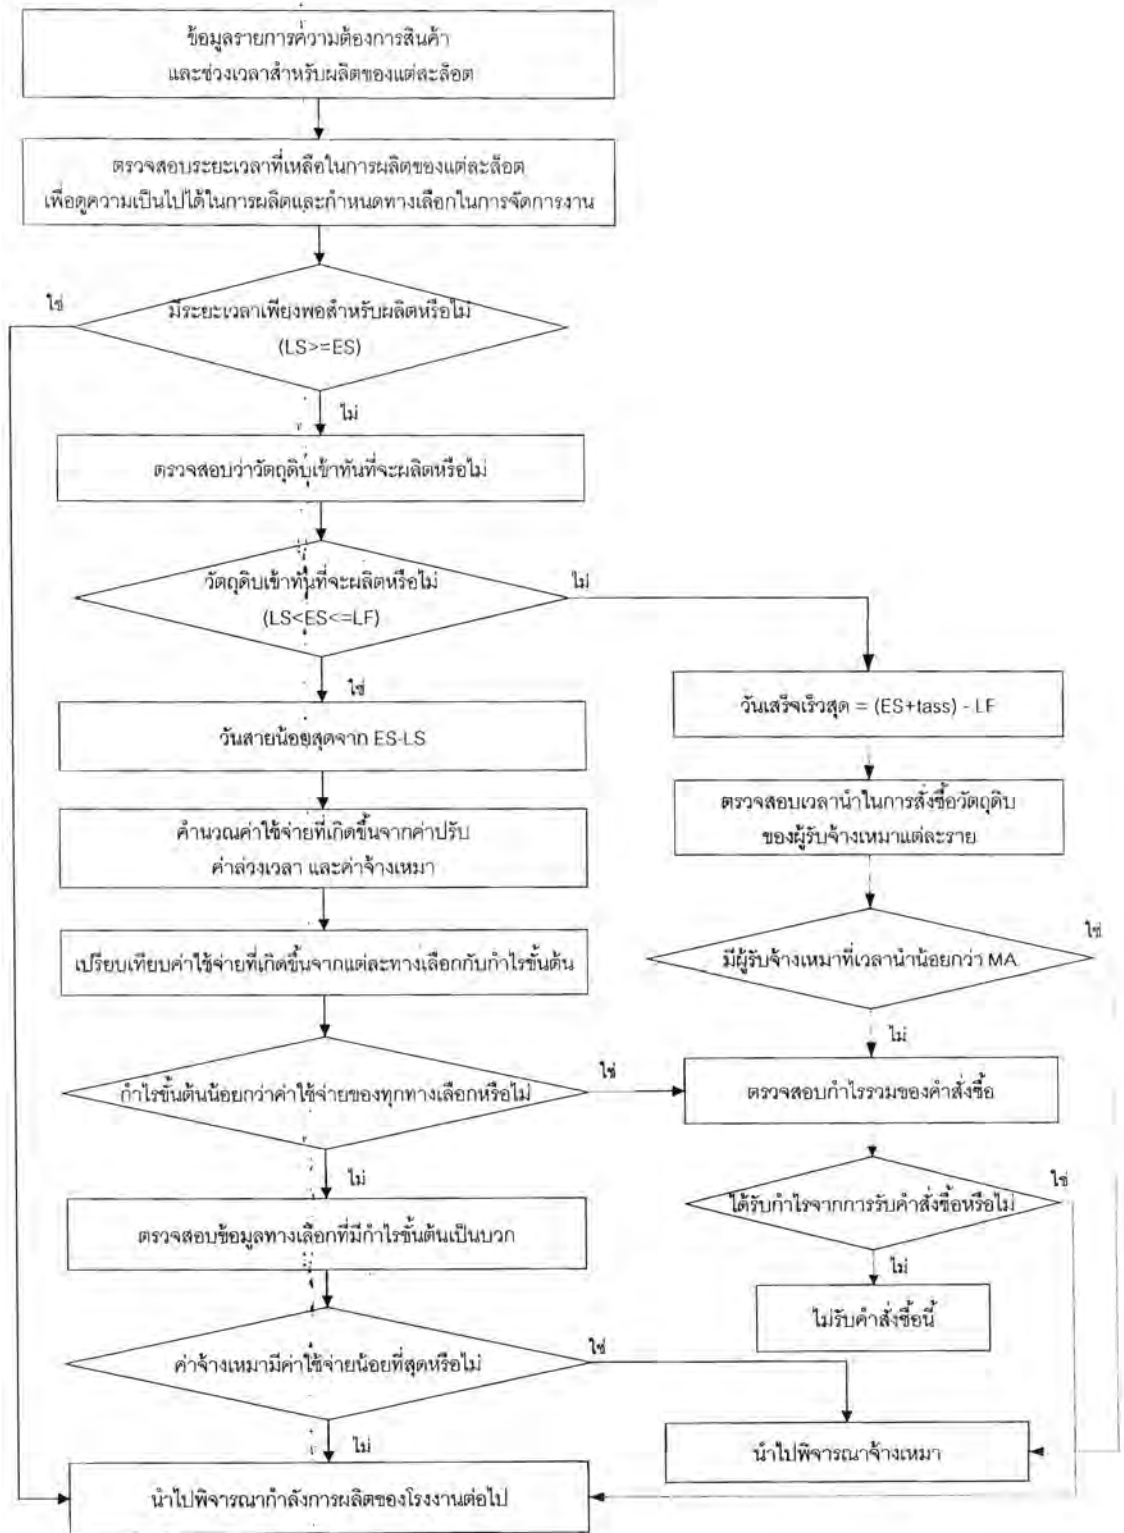 ข้อมูลรายการความต้องการสินค้า
และช่วงเวลาสำหรับผลิตของแต่ละล็อต
ตรวจสอบระยะเวลาที่เหลือในการผลิตของแต่ละล็อต
เพื่อดูความเป็นไปได้ในการผลิตและกำหนดทางเลือกในการจัดการงาน
ใช่
มีระยะเวลาเพียงพอสำหรับผลิตหรือไม่
(LS>=ES)
ไม่
ตรวจสอบว่าวัตถุดิบเข้าทันที่จะผลิตหรือไม่
วัตถุดิบเข้าทันที่จะผลิตหรือไม่
(LS<ES<=LF)
ไม่
ใช่
วันสายน้อยสุดจาก ES-LS
วันเสร็จเร็วสุด = (ES+tass) - LF
คำนวณค่าใช้จ่ายที่เกิดขึ้นจากค่าปรับ
ค่าล่วงเวลา และค่าจ้างเหมา
ตรวจสอบเวลานำในการสั่งซื้อวัตถุดิบ
ของผู้รับจ้างเหมาแต่ละราย
เปรียบเทียบค่าใช้จ่ายที่เกิดขึ้นจากแต่ละทางเลือกกับกำไรขั้นต้น
มีผู้รับจ้างเหมาที่เวลานำน้อยกว่า MA
ใช่
ไม่
กำไรขั้นต้นน้อยกว่าค่าใช้จ่ายของทุกทางเลือกหรือไม่
ใช่
ตรวจสอบกำไรรวมของคำสั่งซื้อ
ไม่
ตรวจสอบข้อมูลทางเลือกที่มีกำไรขั้นต้นเป็นบวก
ได้รับกำไรจากการรับคำสั่งซื้อหรือไม่
ใช่
ไม่
ไม่รับคำสั่งซื้อนี้
ค่าจ้างเหมามีค่าใช้จ่ายน้อยที่สุดหรือไม่
ใช่
ไม่
นำไปพิจารณาจ้างเหมา
นำไปพิจารณากำลังการผลิตของโรงงานต่อไป